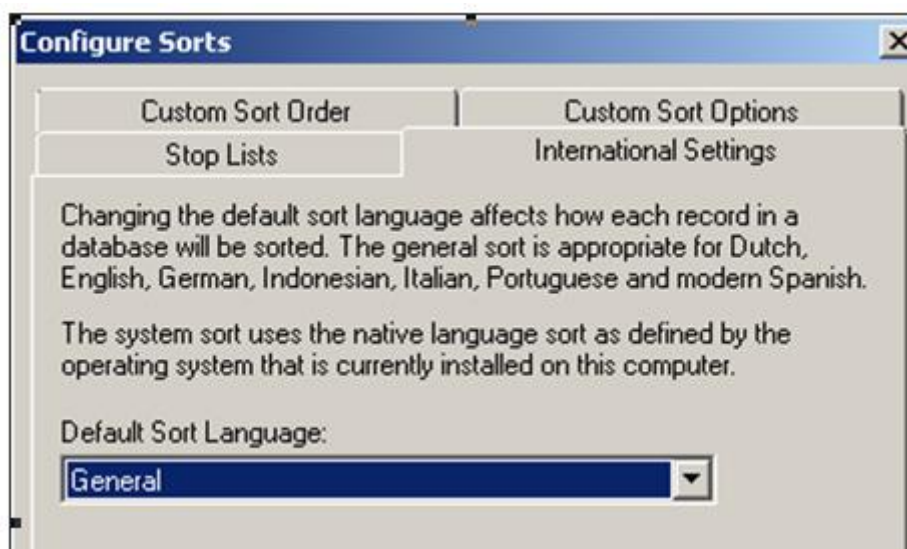 Configure Sorts
Custom Sort Order
Custom Sort Options
Stop Lists
International Settings
Changing the default sort language affects how each record in a
database will be sorted. The general sort is appropriate for Dutch,
English, German, Indonesian, Italian, Portuguese and modern Spanish.
The system sort uses the native language sort as defined by the
operating system that is currently installed on this computer.
Default Sort Language:
General